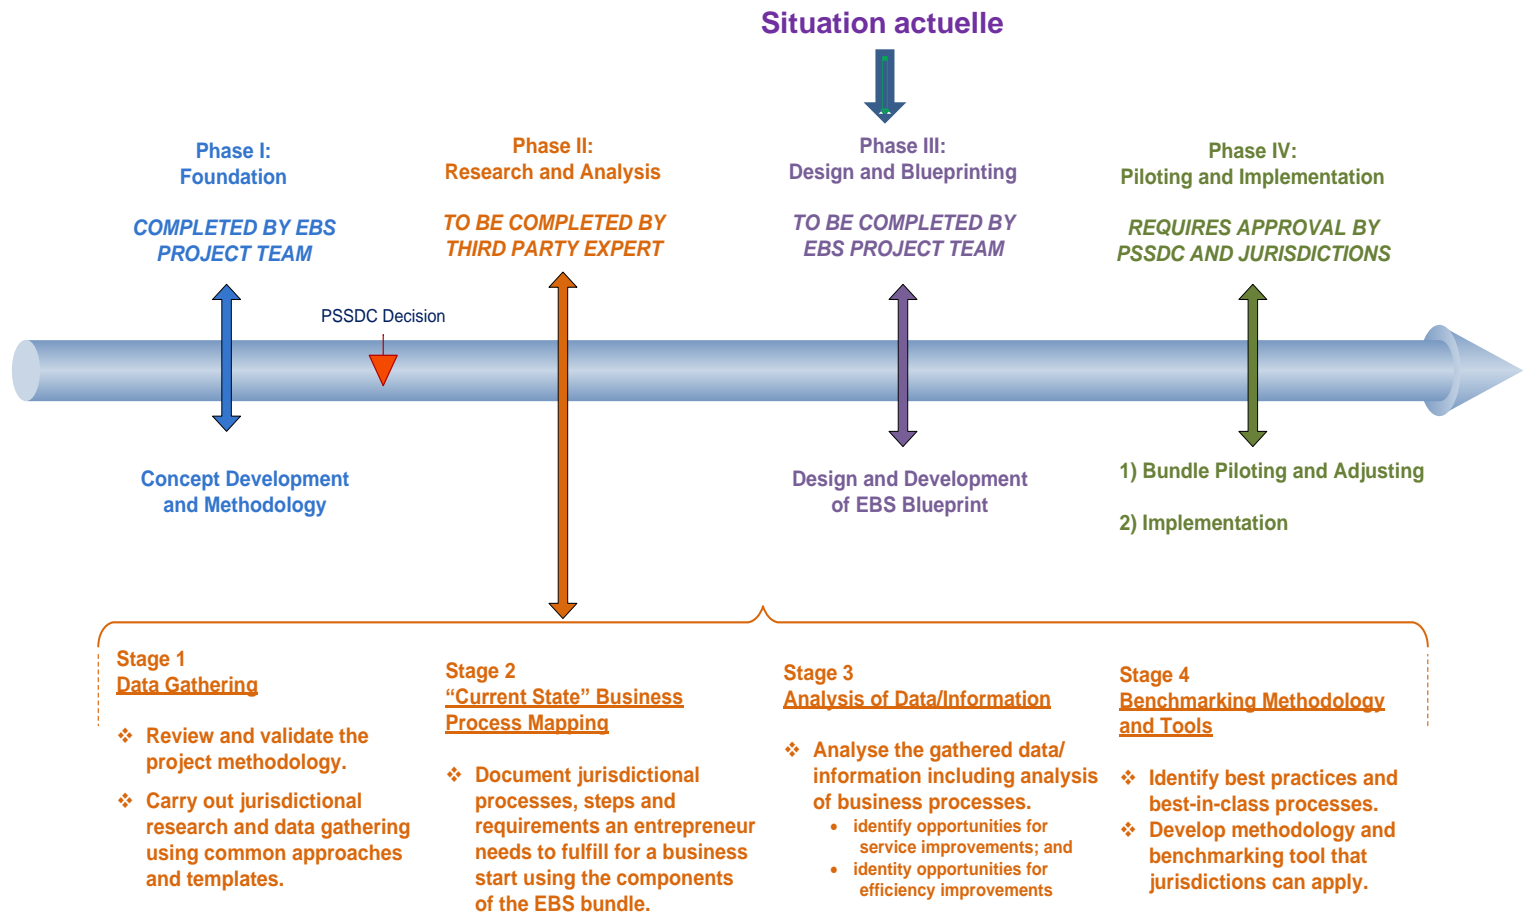 Situation actuelle
Phase I:
Foundation
COMPLETED BY EBS
PROJECT TEAM
Phase II:
Research and Analysis
TO BE COMPLETED BY
THIRD PARTY EXPERT
Phase III:
Design and Blueprinting
TO BE COMPLETED BY
EBS PROJECT TEAM
Phase IV:
Piloting and Implementation
REQUIRES APPROVAL BY
PSSDC AND JURISDICTIONS
PSSDC Decision
Concept Development
and Methodology
Design and Development
of EBS Blueprint
1) Bundle Piloting and Adjusting
2) Implementation
Stage 1
Data Gathering
❖ Review and validate the
project methodology.
❖ Carry out jurisdictional
research and data gathering
using common approaches
and templates.
Stage 2
“Current State” Business
Process Mapping
❖ Document jurisdictional
processes, steps and
requirements an entrepreneur
needs to fulfill for a business
start using the components
of the EBS bundle.
Stage 3
Analysis of Data/Information
❖ Analyse the gathered data/
information including analysis
of business processes.
• identify opportunities for
service improvements; and
• identity opportunities for
efficiency improvements
Stage 4
Benchmarking Methodology
and Tools
❖ Identify best practices and
best-in-class processes.
❖ Develop methodology and
benchmarking tool that
jurisdictions can apply.